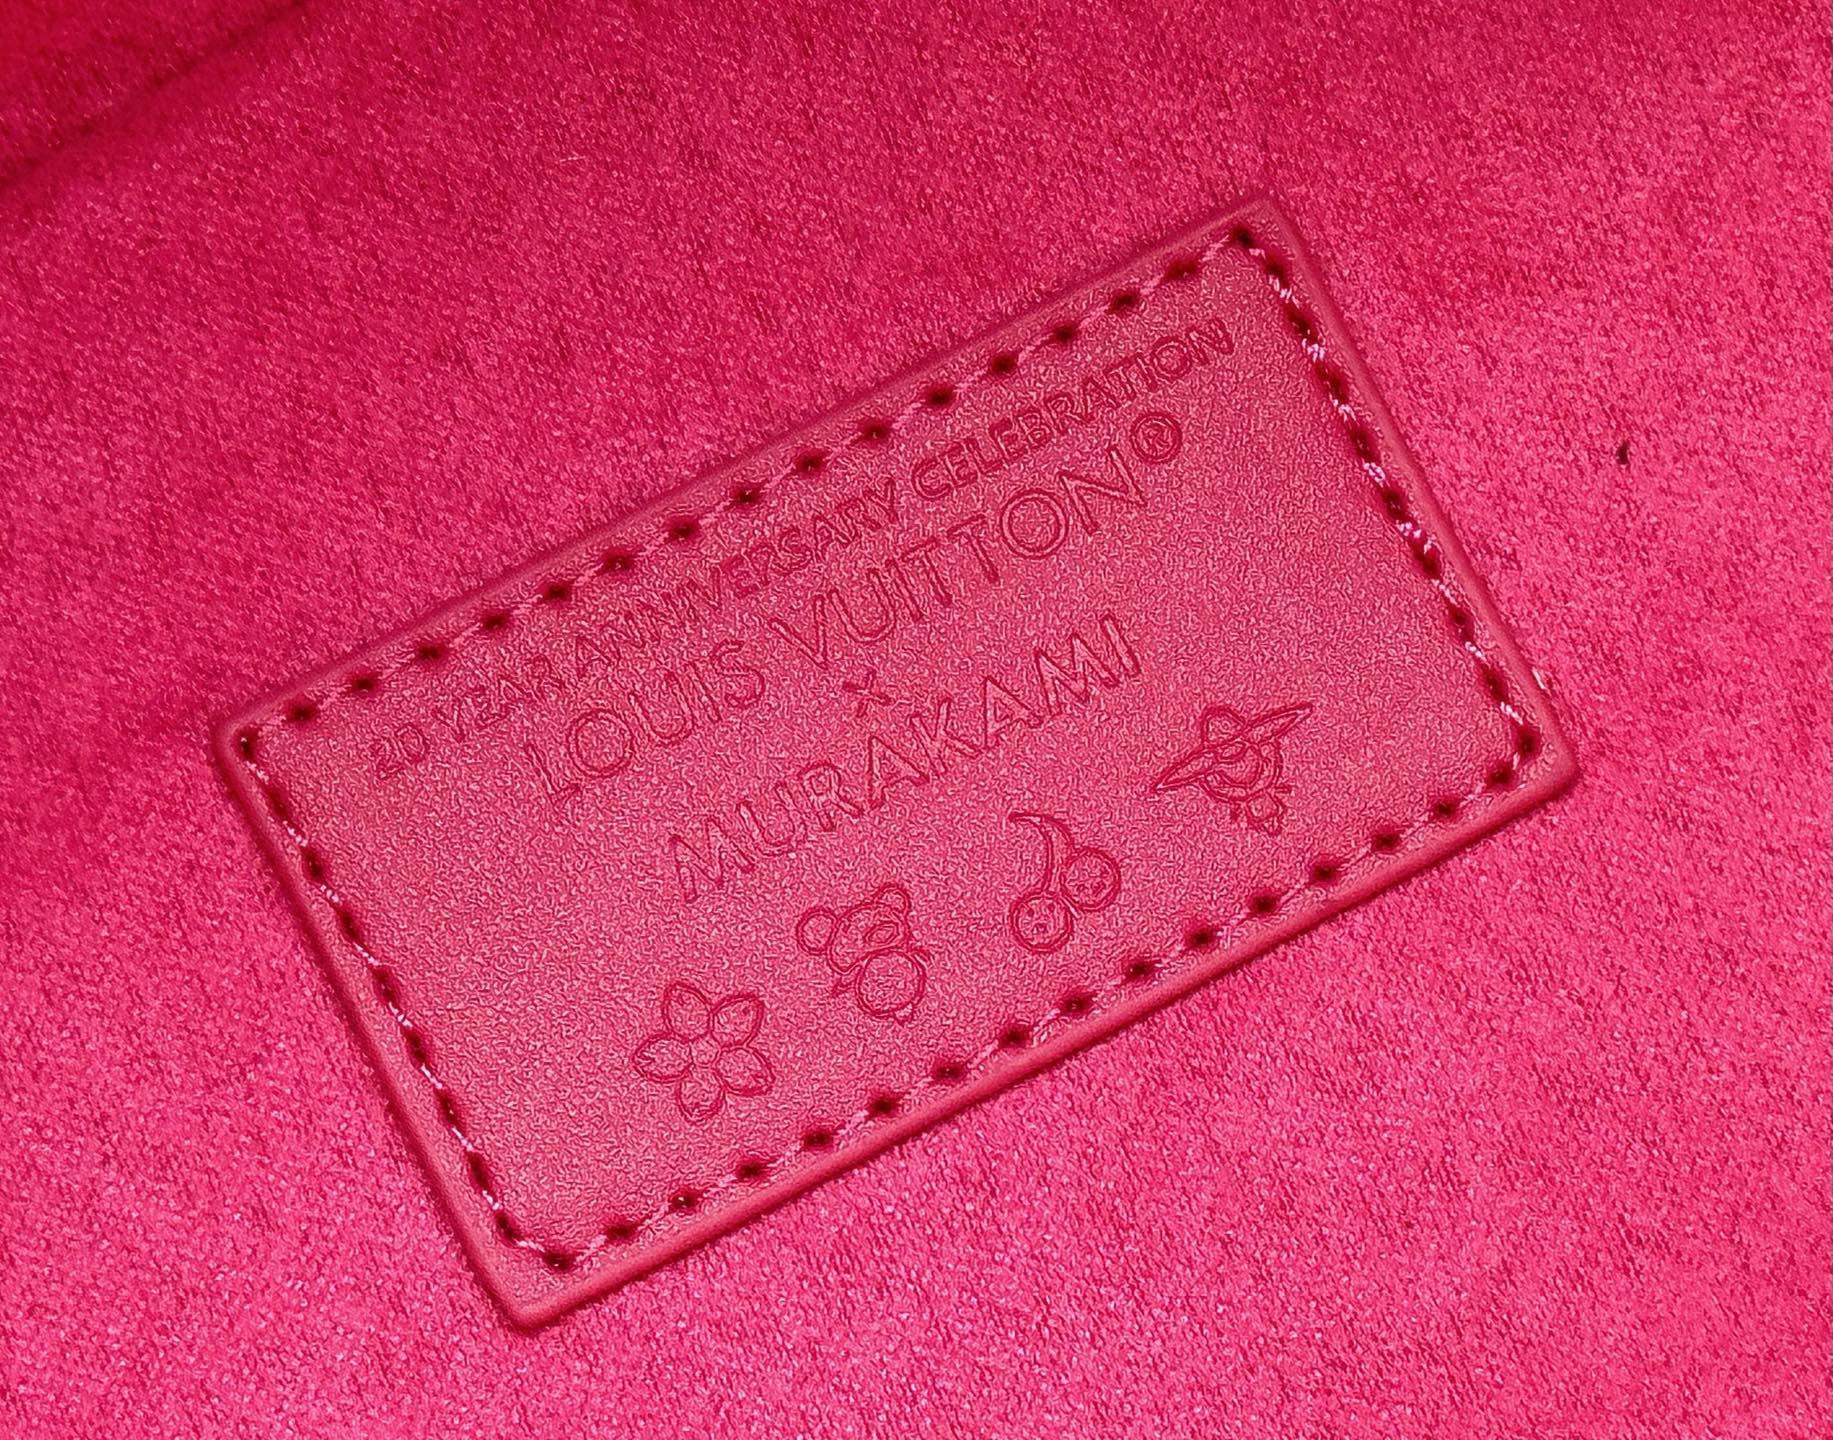 20 YEAR ANNIVERSARY CELEBRATION
LOUIS VUITTON®
×
MURAKAMI